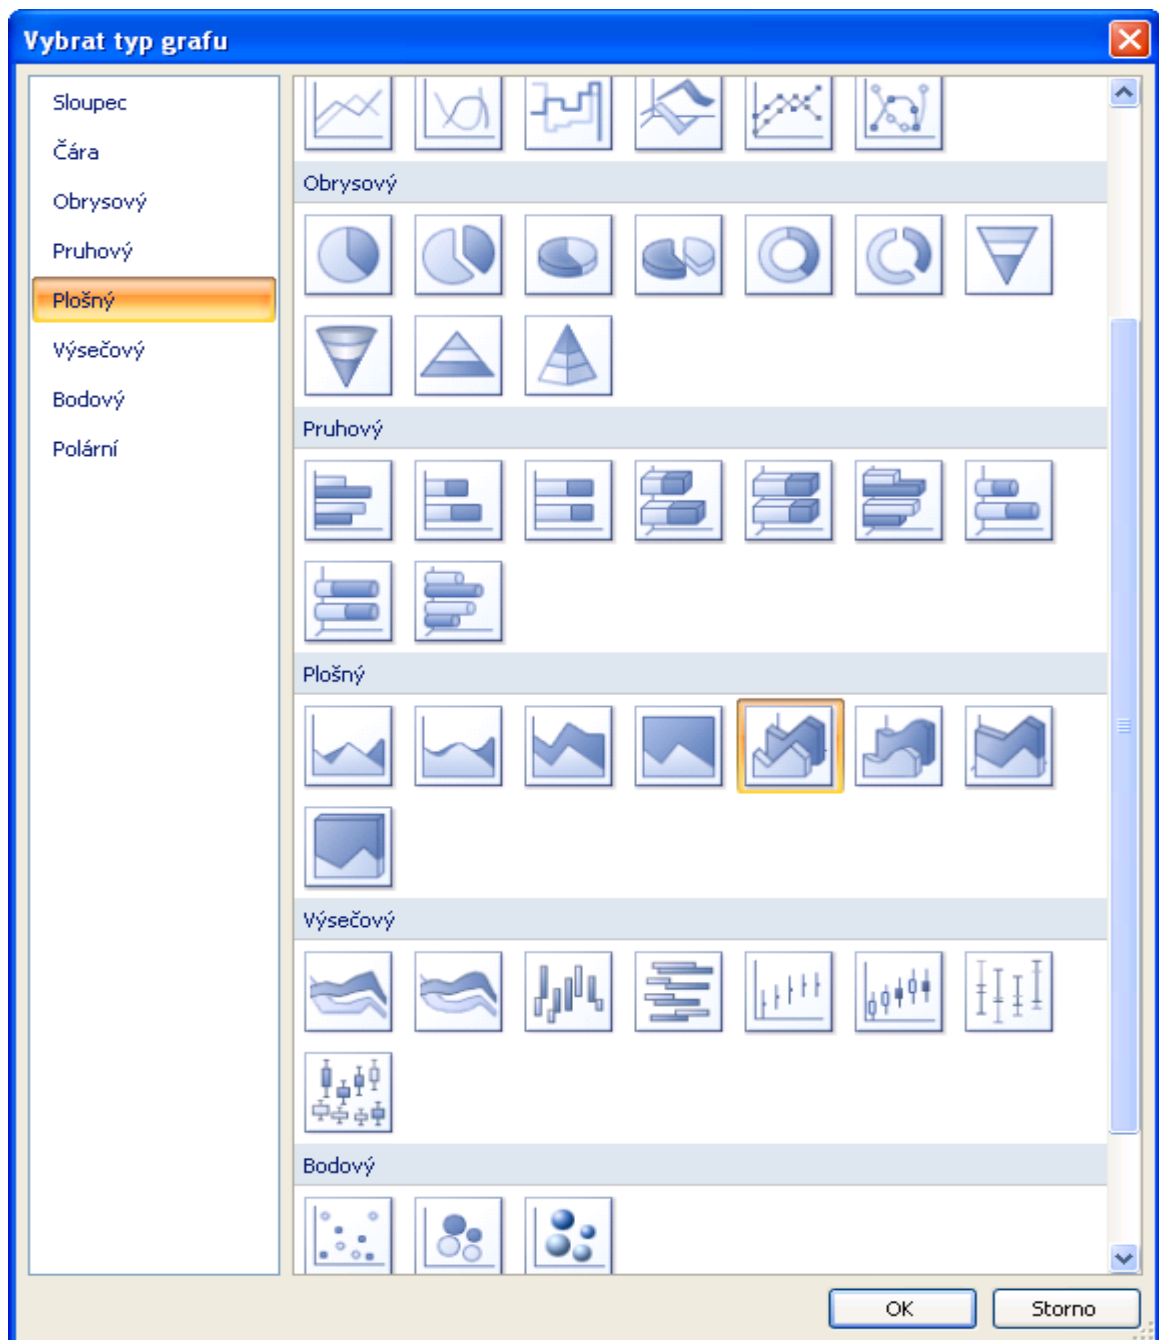 Vybrat typ grafu
Sloupec
Čára
Obrysový
Pruhový
Plošný
Výsečový
Bodový
Polární
Obrysový
Pruhový
Plošný
Výsečový
Bodový
OK
Storno